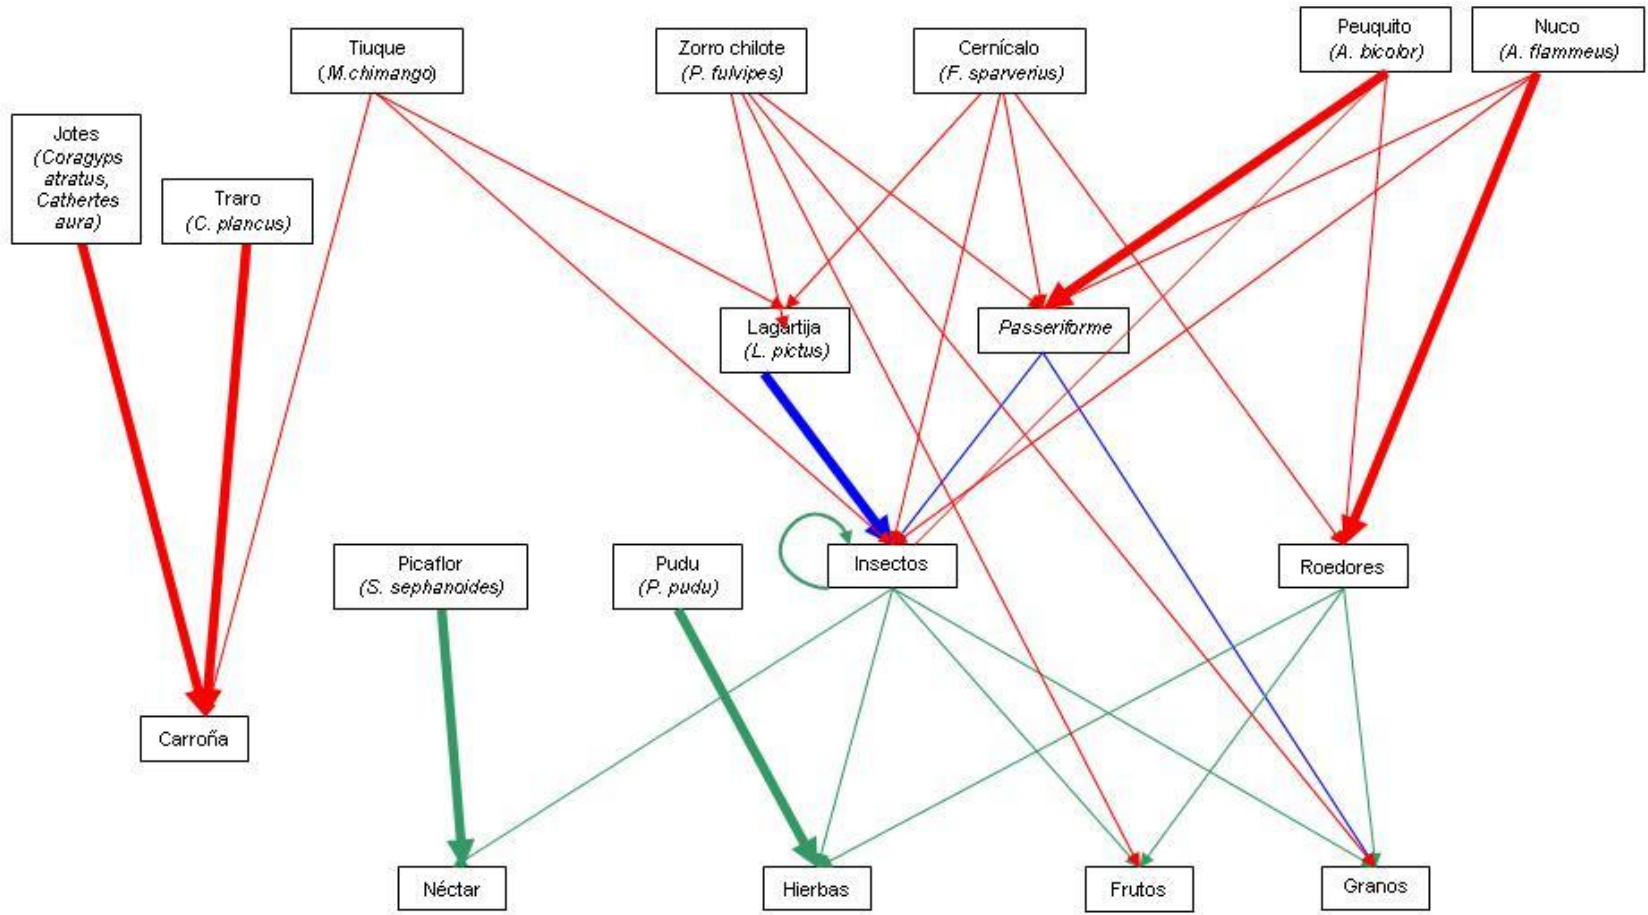 Tiuque
(M.chimango)
Zorro chilote
(P. fulvipes)
Cernícalo
(F. sparverius)
Peuquito
(A. bicolor)
Nuco
(A. flammeus)
Jotes
(Coragyps
atratus,
Cathertes
aura)
Traro
(C. plancus)
Lagartija
(L. pictus)
Passeriforme
Picaflor
(S. sephanoides)
Pudu
(P. pudu)
Insectos
Roedores
Carroña
Néctar
Hierbas
Frutos
Granos